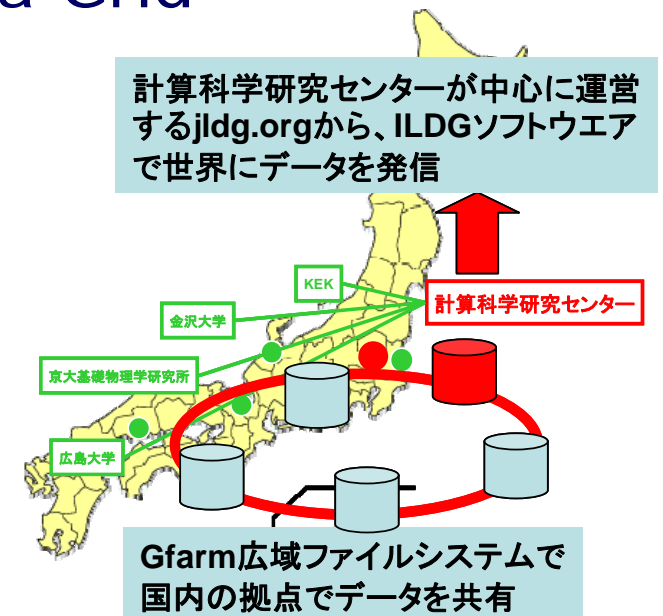 計算科学研究センターが中心に運営
するjldg.orgから、ILDGソフトウエア
で世界にデータを発信
KEK
計算科学研究センター
金沢大学
京大基礎物理学研究所
広島大学
Gfarm広域ファイルシステムで
国内の拠点でデータを共有